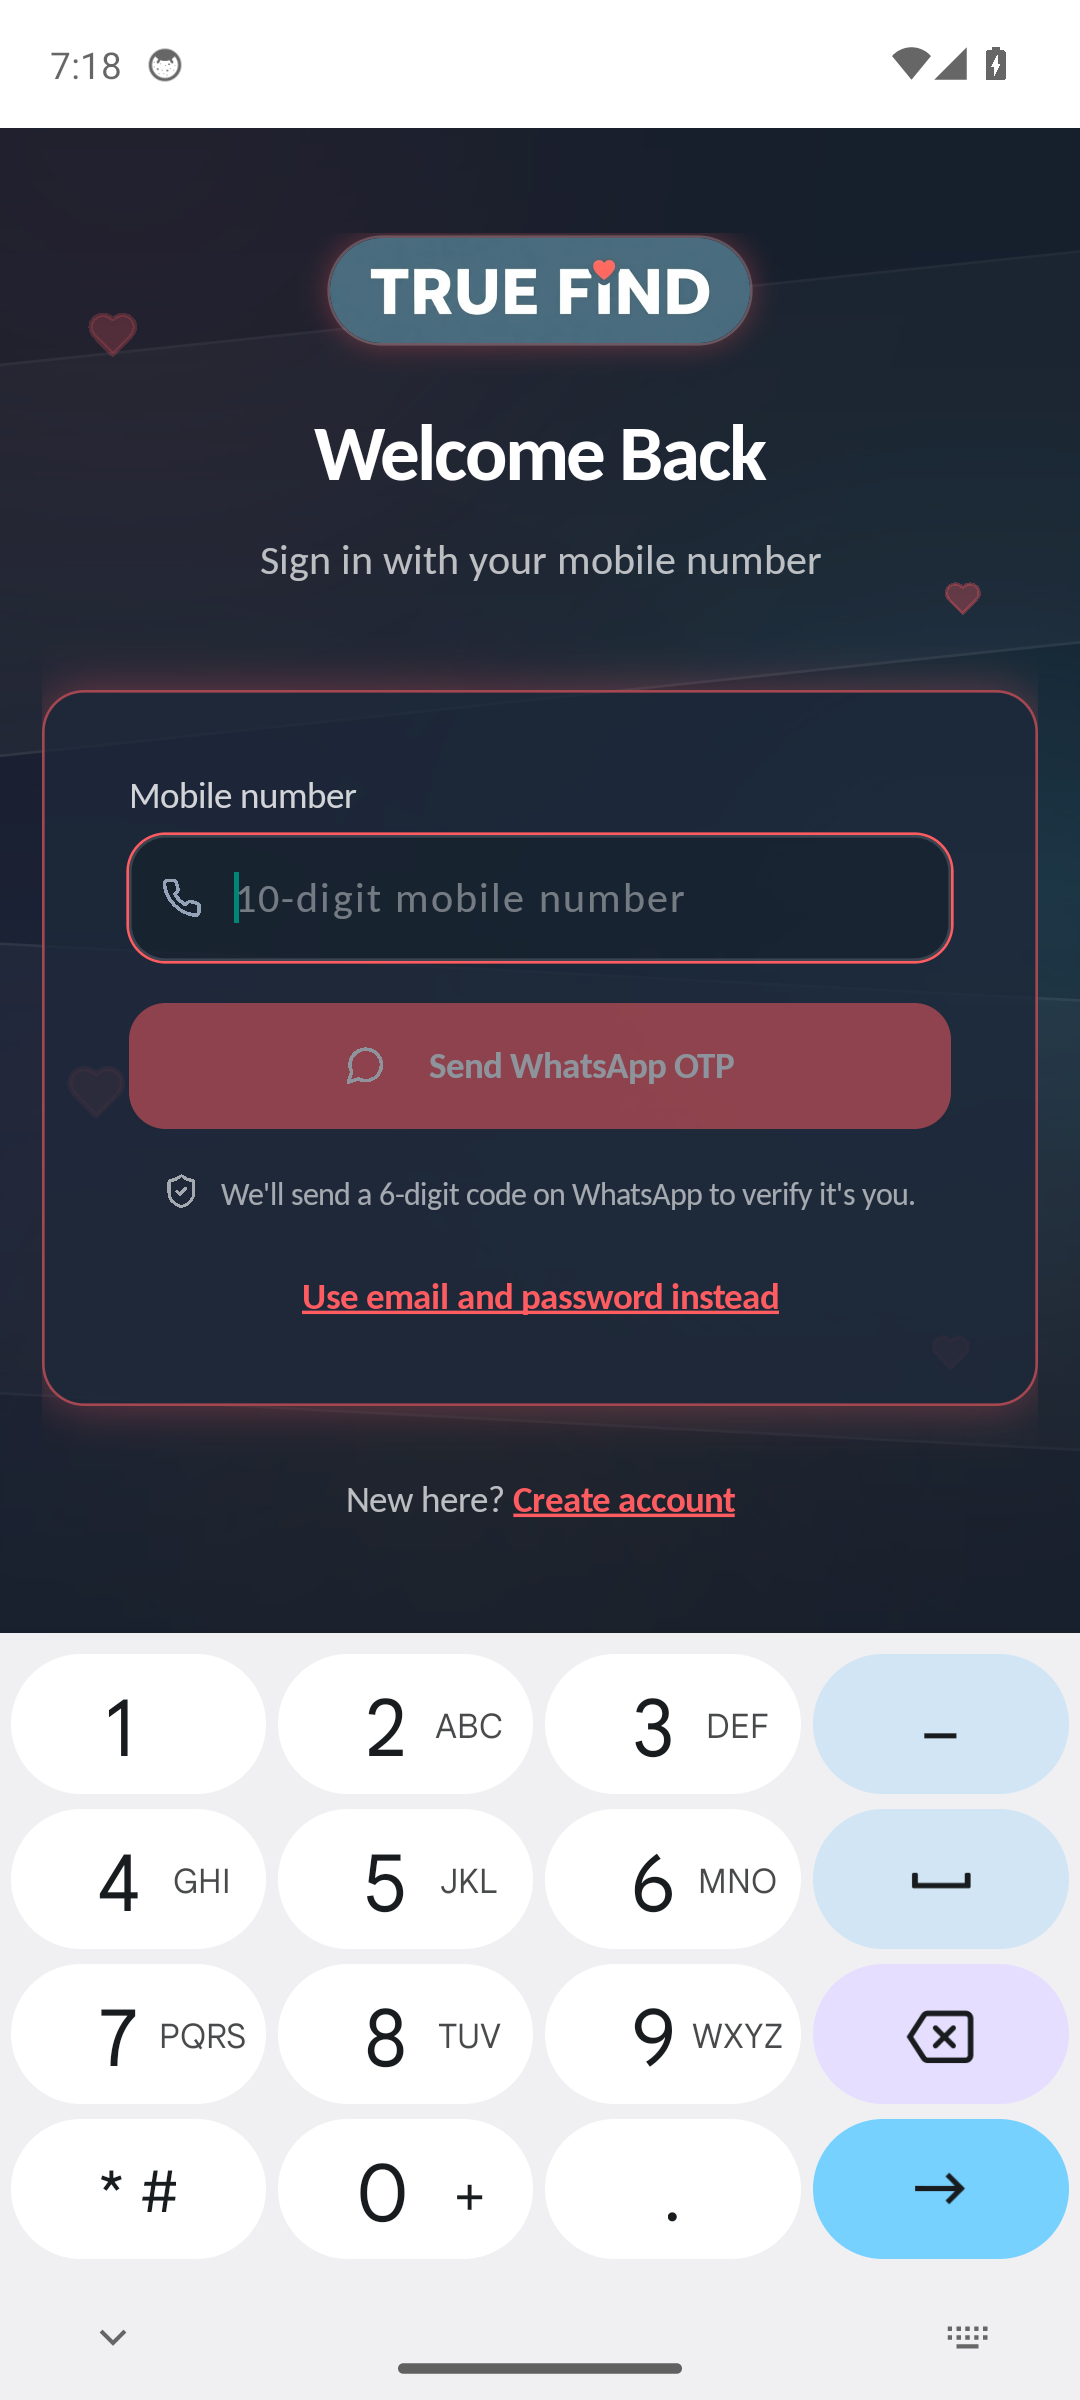 7:18
TRUE FiND
Welcome Back
Sign in with your mobile number
Mobile number
10-digit mobile number
Send WhatsApp OTP
We'll send a 6-digit code on WhatsApp to verify it's you.
Use email and password instead
New here? Create account
1 2 ABC 3 DEF –
4 GHI 5 JKL 6 MNO
7 PQRS 8 TUV 9 WXYZ
* # 0 + .